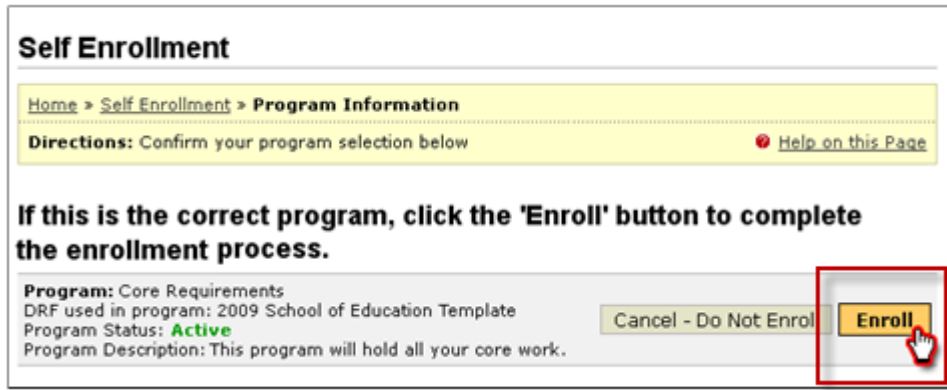 Self Enrollment
Home » Self Enrollment » Program Information
Directions: Confirm your program selection below
Help on this Page
If this is the correct program, click the 'Enroll' button to complete
the enrollment process.
Program: Core Requirements
DRF used in program: 2009 School of Education Template
Program Status: Active
Program Description: This program will hold all your core work.
Cancel - Do Not Enrol
Enroll